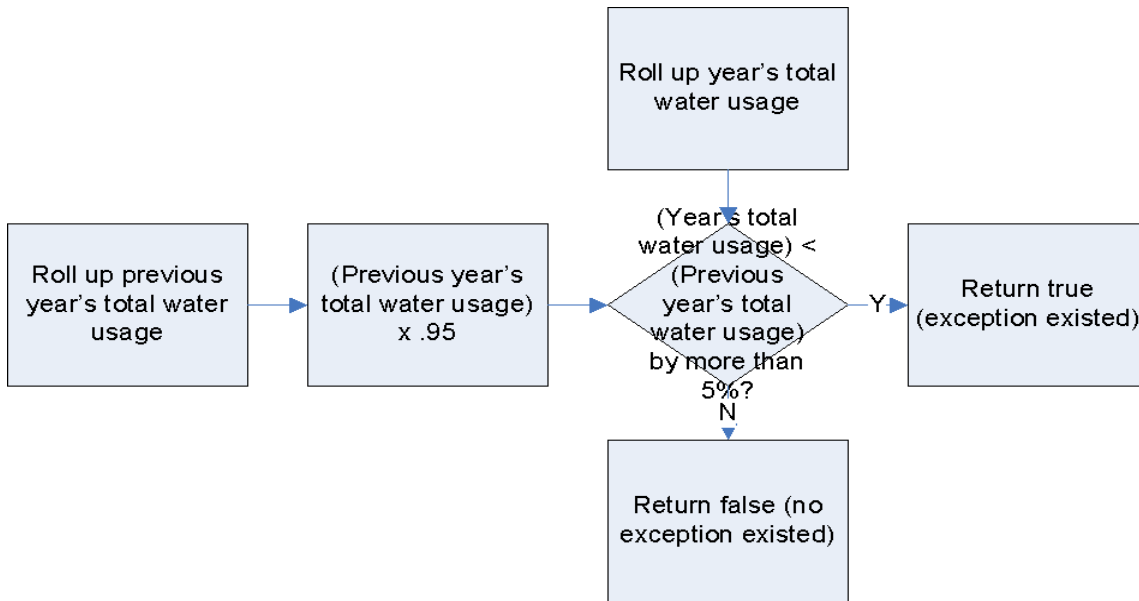 Roll up year's total
water usage
Roll up previous
year's total water
usage
(Previous year's
total water usage)
x .95
(Year's total
water usage) <
(Previous
year's total
water usage)
by more than
5%?
Y
Return true
(exception existed)
N
Return false (no
exception existed)